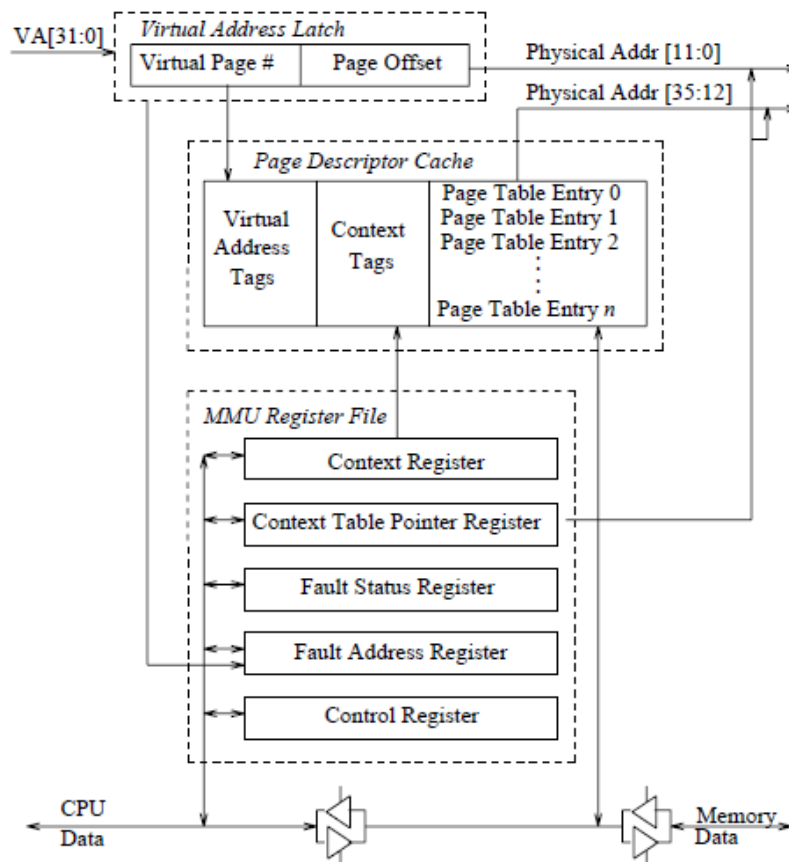 Virtual Address Latch
VA[31:0]
Virtual Page #
Page Offset
Physical Addr [11:0]
Physical Addr [35:12]
Page Descriptor Cache
Virtual
Address
Tags
Context
Tags
Page Table Entry 0
Page Table Entry 1
Page Table Entry 2
Page Table Entry n
MMU Register File
Context Register
Context Table Pointer Register
Fault Status Register
Fault Address Register
Control Register
CPU
Data
Memory
Data